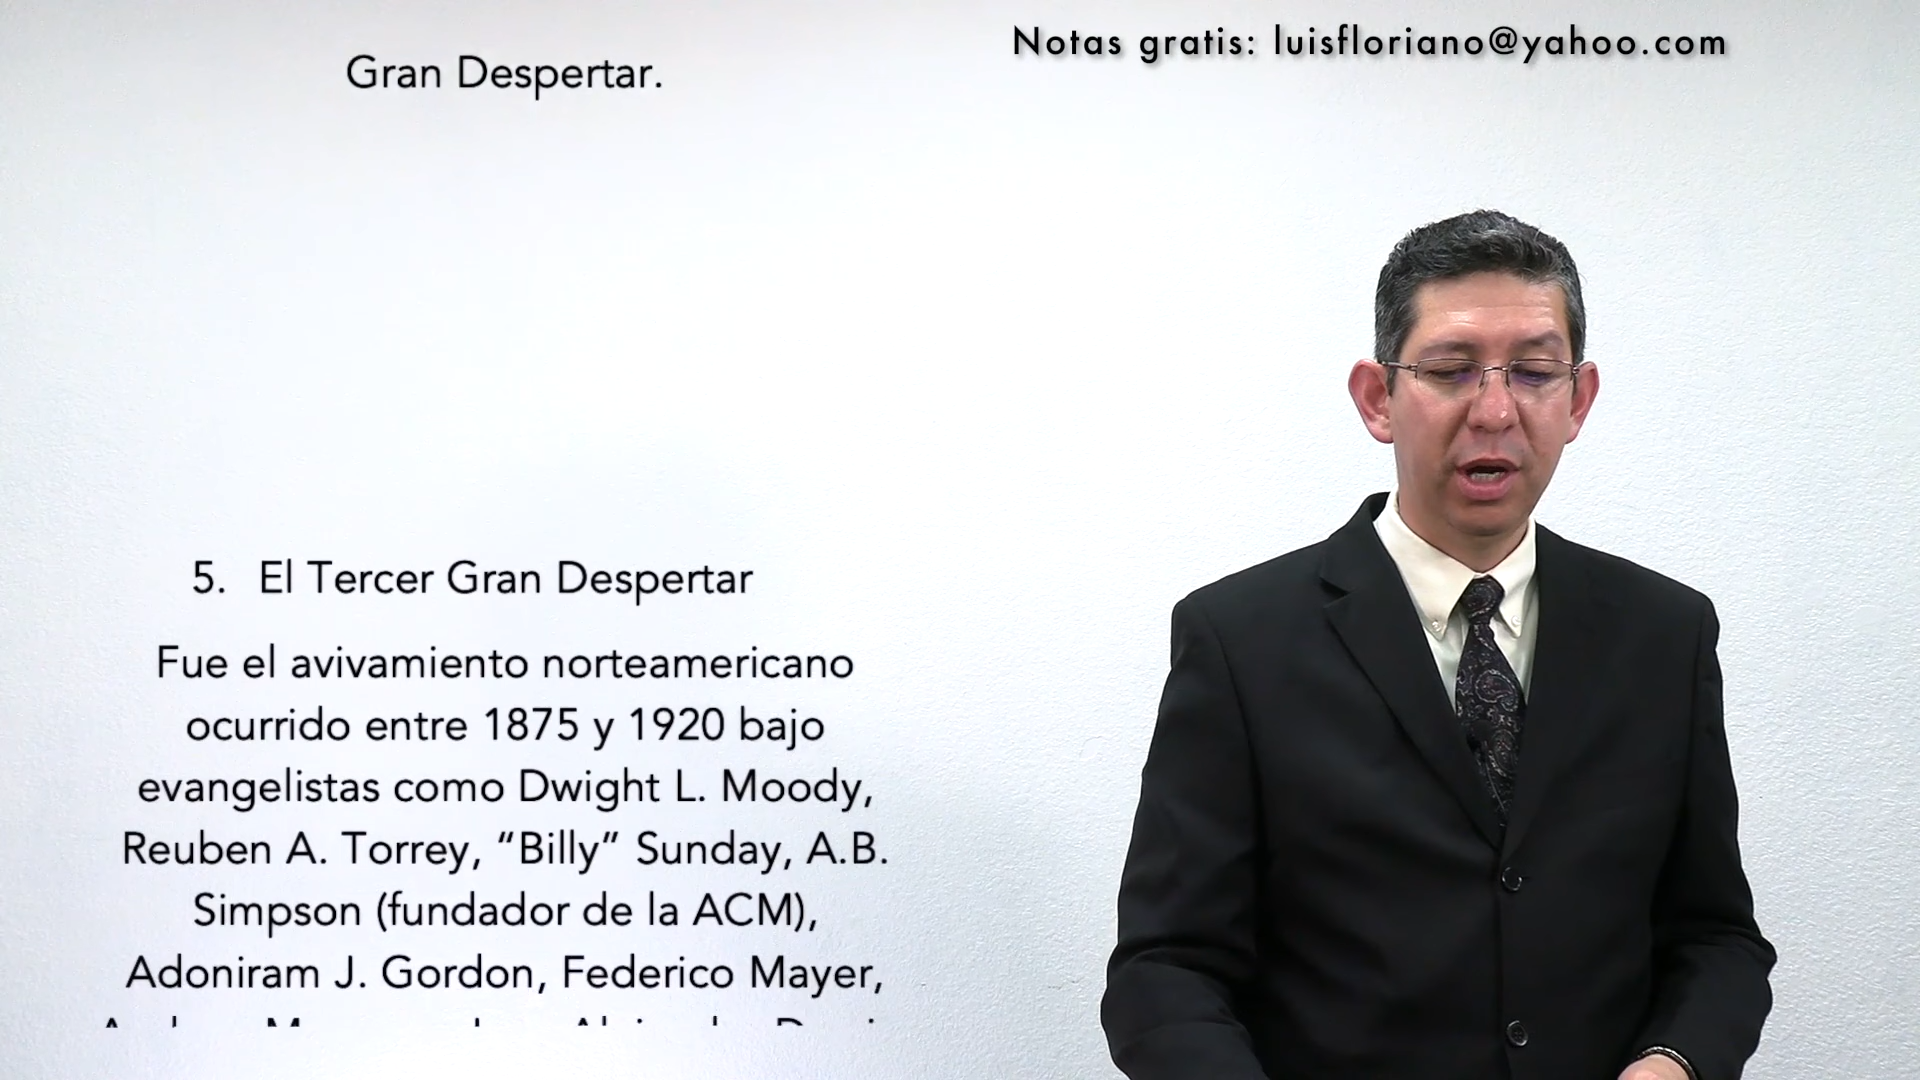 Notas gratis: luisfloriano@yahoo.com
Gran Despertar.
5. El Tercer Gran Despertar
Fue el avivamiento norteamericano
ocurrido entre 1875 y 1920 bajo
evangelistas como Dwight L. Moody,
Reuben A. Torrey, “Billy” Sunday, A.B.
Simpson (fundador de la ACM),
Adoniram J. Gordon, Federico Mayer,